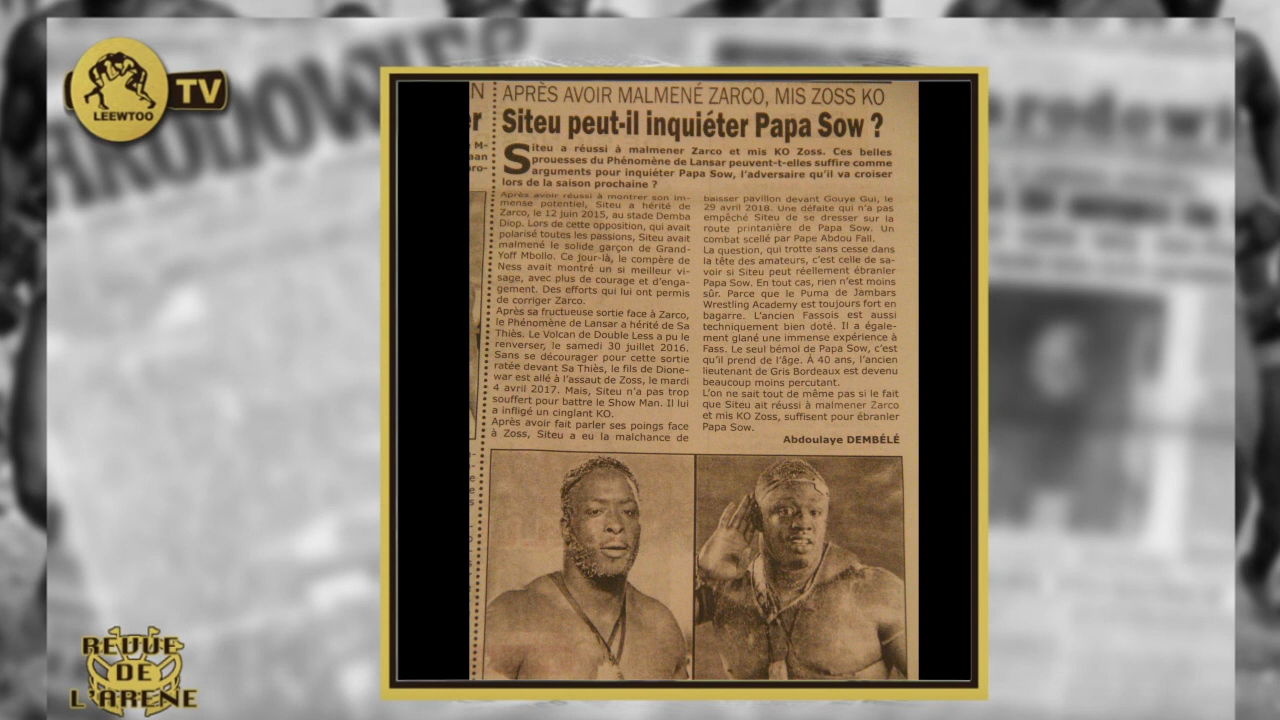 LEEWTOO
TV
N
APRÈS AVOIR MALMENÉ ZARCO, MIS ZOSS KO
r
Siteu peut-il inquiéter Papa Sow ?
Siteu a réussi à malmener Zarco et mis KO Zoss. Ces belles
prouesses du Phénomène de Lansar peuvent-t-elles suffire comme
arguments pour inquiéter Papa Sow, l'adversaire qu'il va croiser
lors de la saison prochaine ?
Après avoir réussi à montrer son im-
mense potentiel, Siteu a hérité de
Zarco, le 12 juin 2015, au stade Demba
Diop. Lors de cette opposition, qui avait
polarisé toutes les passions, Siteu avait
malmené le solide garçon de Grand-
Yoff Mbollo. Ce jour-là, le compère de
Ness avait montré un si meilleur vi-
sage, avec plus de courage et d'enga-
gement. Des efforts qui lui ont permis
de corriger Zarco.
Après sa fructueuse sortie face à Zarco,
le Phénomène de Lansar a hérité de Sa
Thiès. Le Volcan de Double Less a pu le
renverser, le samedi 30 juillet 2016.
Sans se décourager pour cette sortie
ratée devant Sa Thiès, le fils de Dione-
war est allé à l'assaut de Zoss, le mardi
4 avril 2017. Mais, Siteu n'a pas trop
souffert pour battre le Show Man. Il lui
a infligé un cinglant KO.
Après avoir fait parler ses poings face
à Zoss, Siteu a eu la malchance de
baisser pavillon devant Gouye Gui, le
29 avril 2018. Une défaite qui n'a pas
empêché Siteu de se dresser sur la
route printanière de Papa Sow. Un
combat scellé par Pape Abdou Fall.
La question, qui trotte sans cesse dans
la tête des amateurs, c'est celle de sa-
voir si Siteu peut réellement ébranler
Papa Sow. En tout cas, rien n'est moins
sûr. Parce que le Puma de Jambars
Wrestling Academy est toujours fort en
bagarre. L'ancien Fassois est aussi
techniquement bien doté. Il a égale-
ment glané une immense expérience à
Fass. Le seul bémol de Papa Sow, c'est
qu'il prend de l'âge. À 40 ans, l'ancien
lieutenant de Gris Bordeaux est devenu
beaucoup moins percutant.
L'on ne sait tout de même pas si le fait
que Siteu ait réussi à malmener Zarco
et mis KO Zoss, suffisent pour ébranler
Papa Sow.
Abdoulaye DEMBÉLÉ
REVUE
DE
L'ARENE